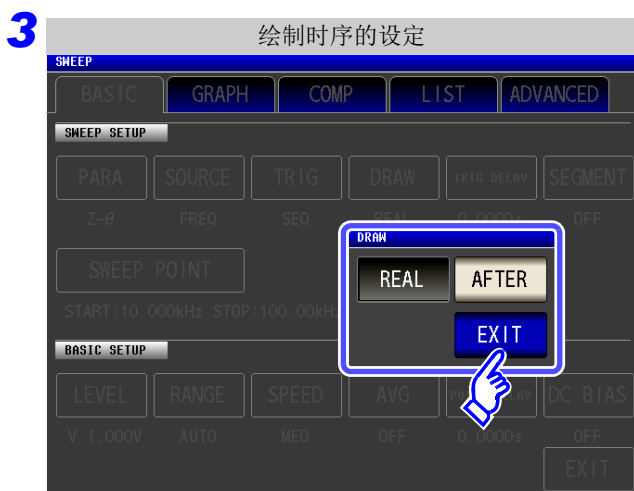 3
绘制时序的设定
SWEEP
BASIC GRAPH COMP LIST ADVANCED
SWEEP SETUP
PARA SOURCE TRIG DRAW TRIG DELAY SEGMENT
Z-θ FREQ SEQ REAL 0.0000s OFF
DRAW
SWEEP POINT
REAL AFTER
START:10.000kHz STOP:100.00kHz
EXIT
BASIC SETUP
LEVEL RANGE SPEED AVG DC BIAS
V 1.000V AUTO MED OFF 0.0000s OFF
EXIT